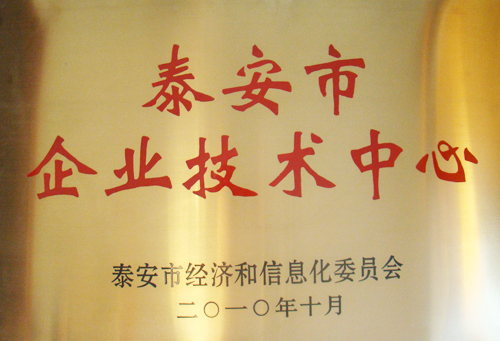 泰安市
企业技术中心
泰安市经济和信息化委员会
二〇一〇年十月